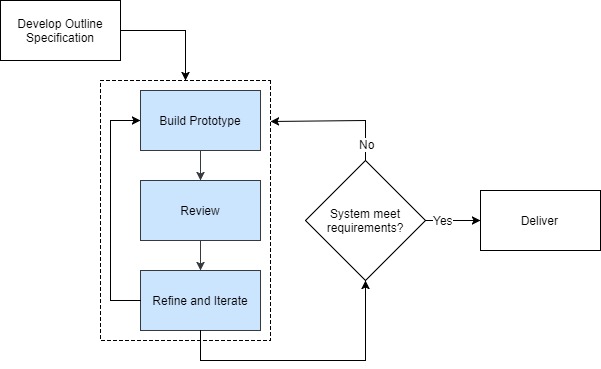 Develop Outline
Specification
Build Prototype
Review
Refine and Iterate
No
System meet
requirements?
Yes
Deliver